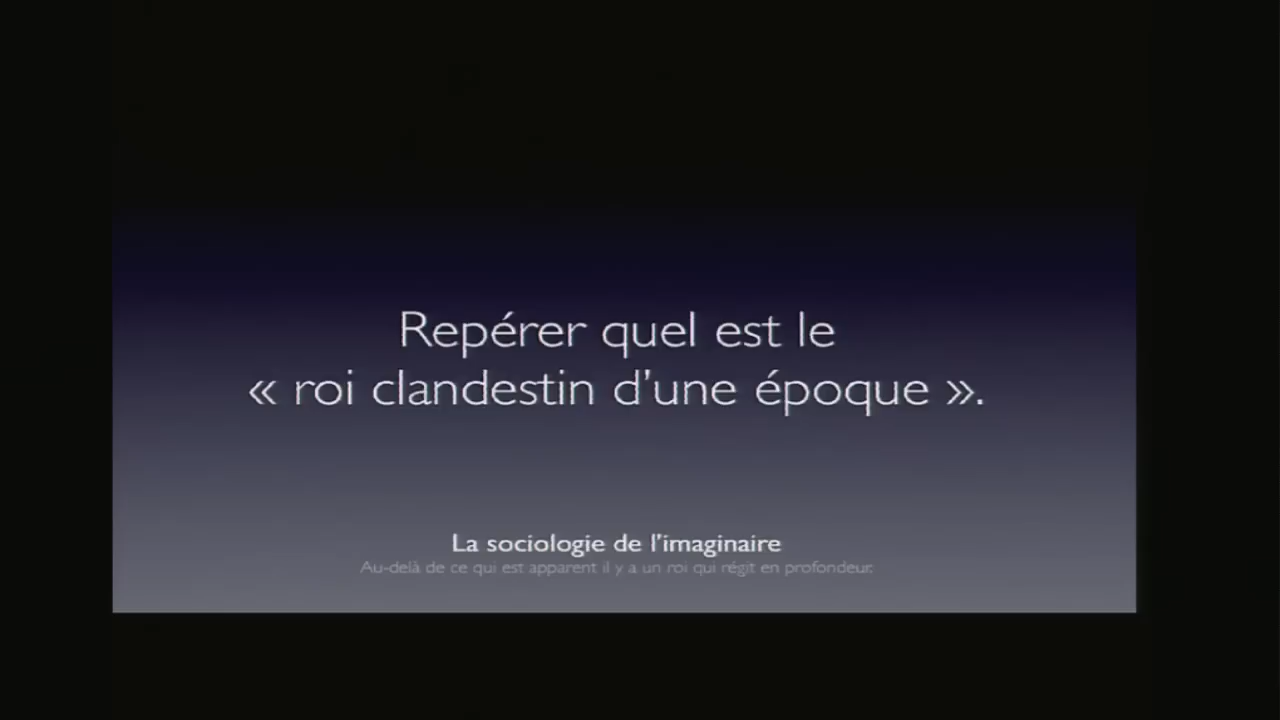 Repérer quel est le
« roi clandestin d'une époque ».
La sociologie de l'imaginaire
Au-delà de ce qui est apparent il y a un roi qui régit en profondeur.